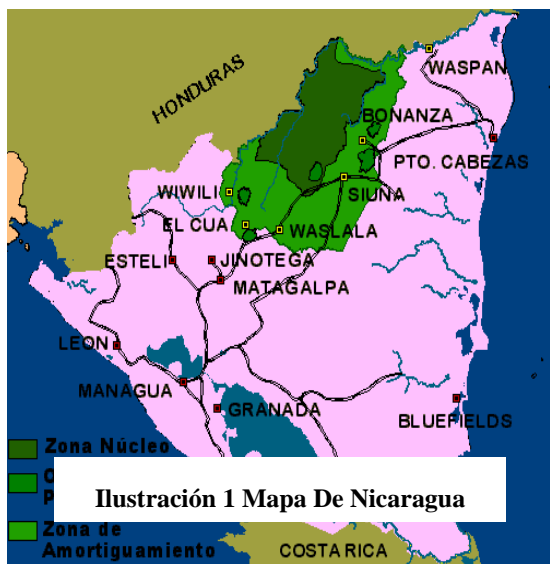 HONDURAS
WASPAN
BONANZA
PTO. CABEZAS
WIWILI
SIUNA
EL CUA
WASLALA
ESTELI
JINOTEGA
MATAGALPA
LEON
MANAGUA
GRANADA
BLUEFIELDS
Zona Núcleo
Ilustración 1 Mapa De Nicaragua
Zona de
Amortiguamiento
COSTA RICA